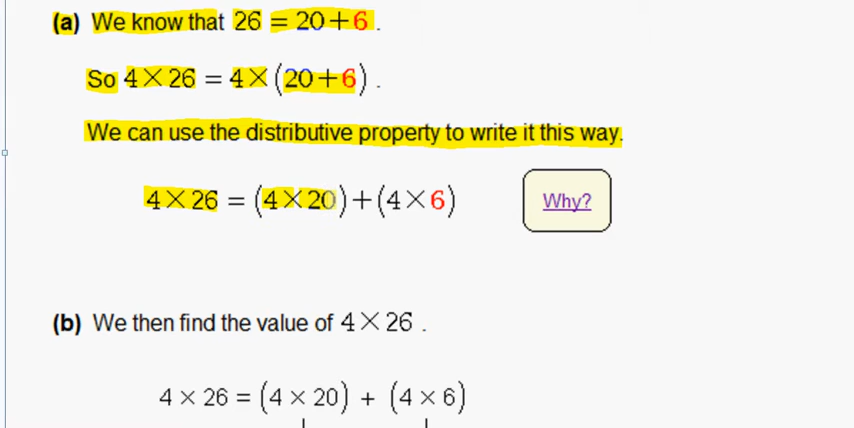 (a) We know that 26 = 20+6 .
So 4×26 = 4×(20+6) .
We can use the distributive property to write it this way.
4×26 = (4×20)+(4×6)
Why?
(b) We then find the value of 4×26 .
4 × 26 = (4 × 20) + (4 × 6)